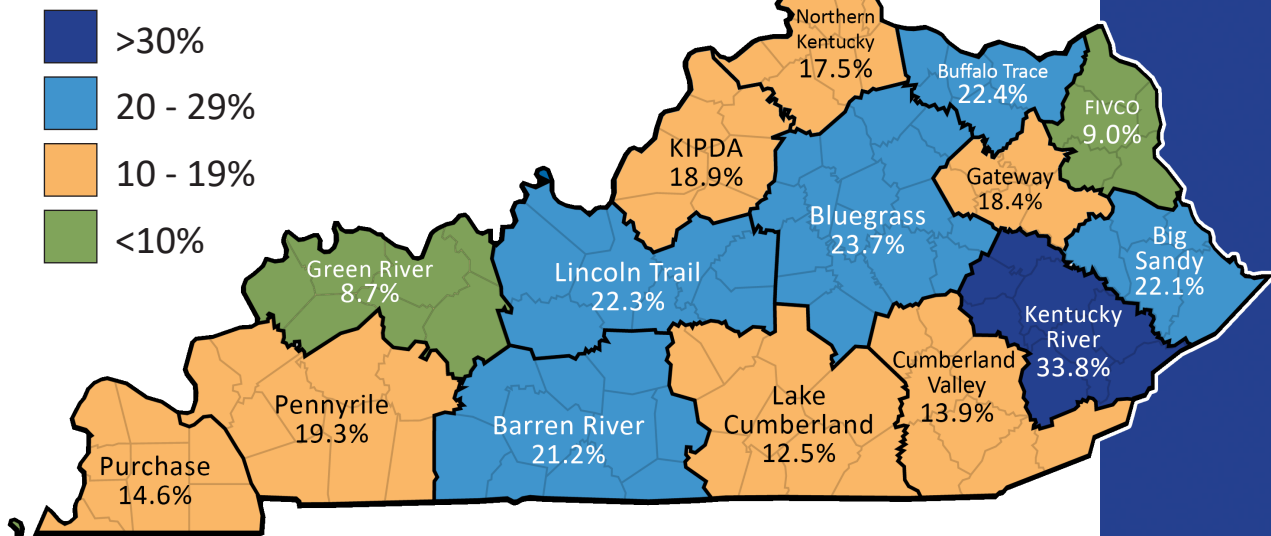 >30%
20 - 29%
10 - 19%
<10%
Northern
Kentucky
17.5%
Buffalo Trace
22.4%
FIVCO
9.0%
KIPDA
18.9%
Gateway
18.4%
Bluegrass
23.7%
Big
Sandy
22.1%
Green River
8.7%
Lincoln Trail
22.3%
Kentucky
River
33.8%
Cumberland
Valley
13.9%
Pennyrile
19.3%
Lake
Cumberland
12.5%
Barren River
21.2%
Purchase
14.6%